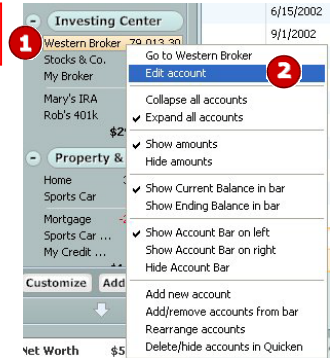 Investing Center
1
Western Broker 79,013.30
Stocks & Co.
My Broker
Mary's IRA
Rob's 401k
Property &
Home
Sports Car
Mortgage
Sports Car ...
My Credit ...
Customize Add
Net Worth $5
6/15/2002
9/1/2002
Go to Western Broker
Edit account
2
Collapse all accounts
Expand all accounts
Show amounts
Hide amounts
Show Current Balance in bar
Show Ending Balance in bar
Show Account Bar on left
Show Account Bar on right
Hide Account Bar
Add new account
Add/remove accounts from bar
Rearrange accounts
Delete/hide accounts in Quicken